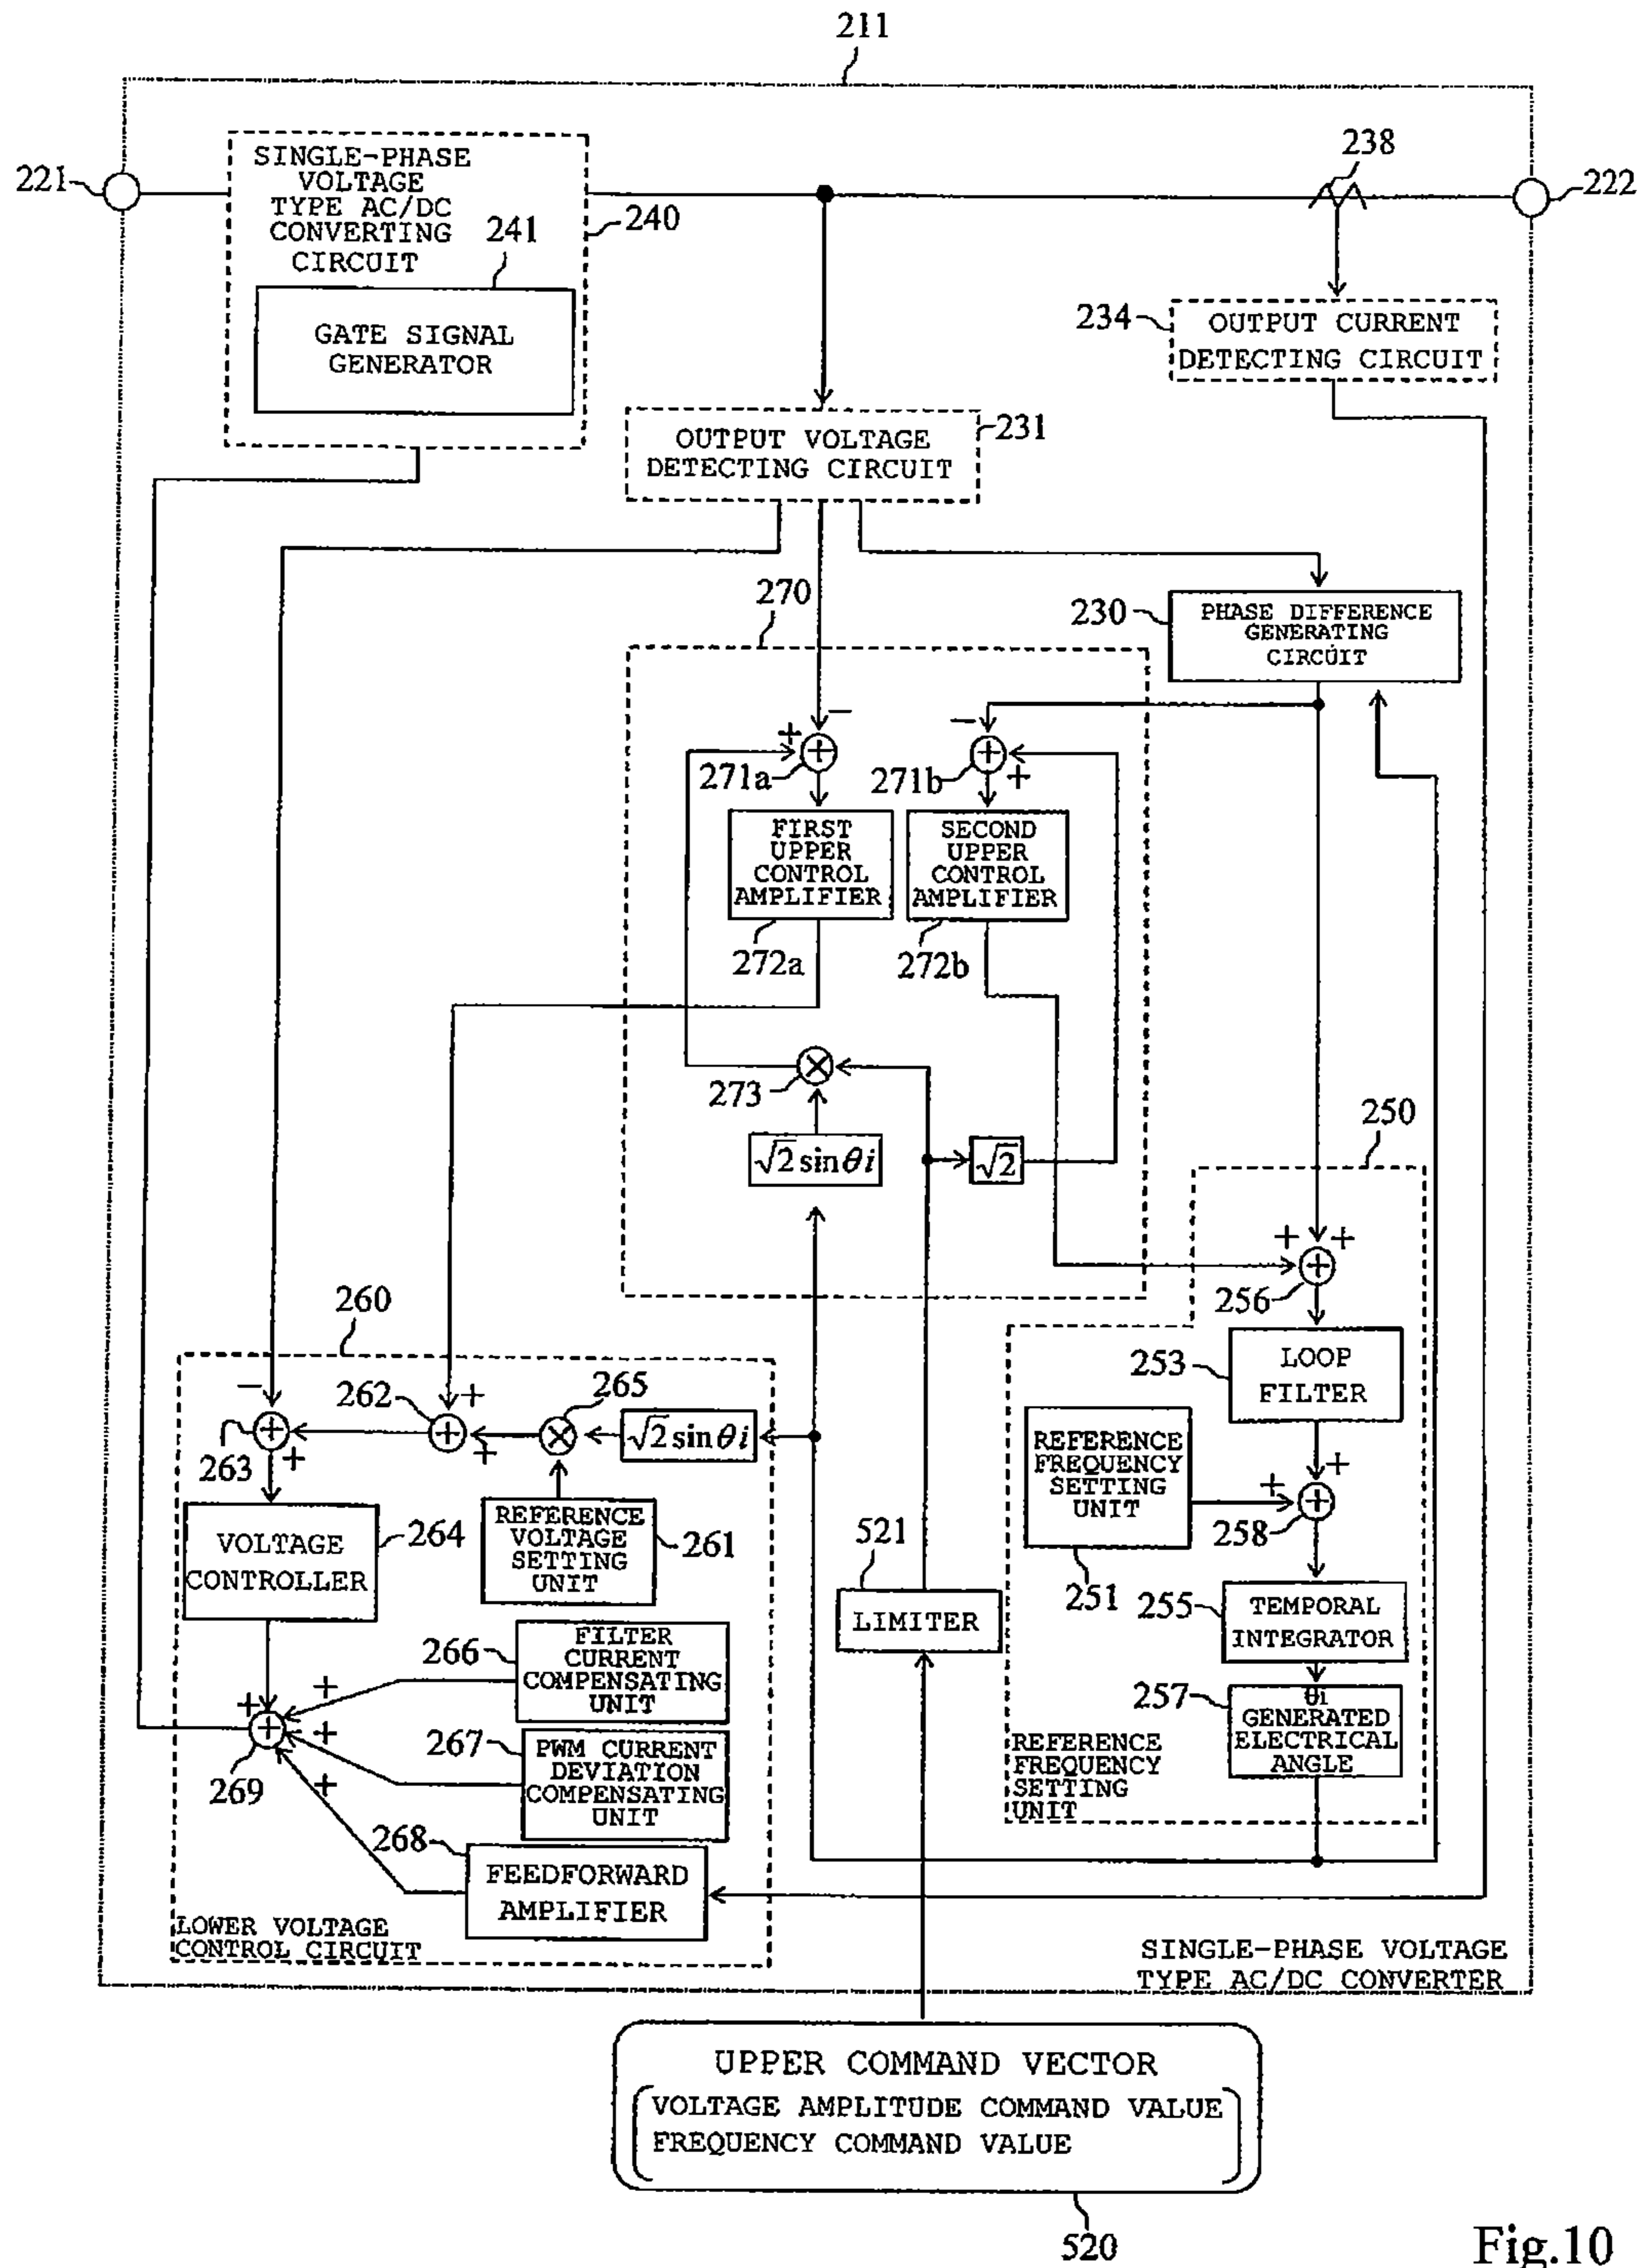 211
221
SINGLE-PHASE
VOLTAGE
TYPE AC/DC
CONVERTING
CIRCUIT
240
241
GATE SIGNAL
GENERATOR
238
222
234
OUTPUT CURRENT
DETECTING CIRCUIT
OUTPUT VOLTAGE
DETECTING CIRCUIT
231
270
230
PHASE DIFFERENCE
GENERATING
CIRCUIT
−
+
+
271a
−
+
+
271b
FIRST
UPPER
CONTROL
AMPLIFIER
272a
SECOND
UPPER
CONTROL
AMPLIFIER
272b
×
273
√2 sinθi
√2
250
+ +
+
256
253
LOOP
FILTER
REFERENCE
FREQUENCY
SETTING
UNIT
251
+
+
+
258
255
TEMPORAL
INTEGRATOR
257
θi
GENERATED
ELECTRICAL
ANGLE
REFERENCE
FREQUENCY
SETTING
UNIT
260
−
+
+
263
262
+
+
+
265
×
√2 sinθi
VOLTAGE
CONTROLLER
264
REFERENCE
VOLTAGE
SETTING
UNIT
261
521
LIMITER
266
FILTER
CURRENT
COMPENSATING
UNIT
+
+
+
+
+
269
267
PWM CURRENT
DEVIATION
COMPENSATING
UNIT
268
FEEDFORWARD
AMPLIFIER
LOWER VOLTAGE
CONTROL CIRCUIT
SINGLE-PHASE VOLTAGE
TYPE AC/DC CONVERTER
UPPER COMMAND VECTOR
VOLTAGE AMPLITUDE COMMAND VALUE
FREQUENCY COMMAND VALUE
520
Fig.10